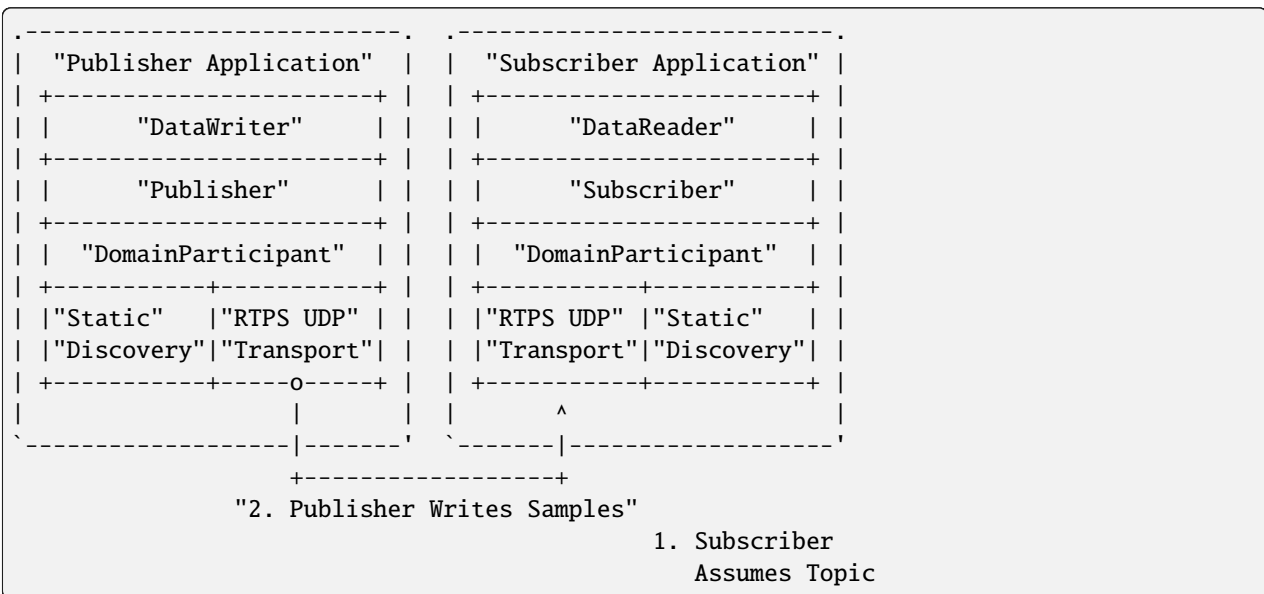 .---------------------------.  .---------------------------.
|  "Publisher Application"  |  |  "Subscriber Application" |
| +-----------------------+ |  | +-----------------------+ |
| |      "DataWriter"     | |  | |      "DataReader"     | |
| +-----------------------+ |  | +-----------------------+ |
| |      "Publisher"      | |  | |      "Subscriber"     | |
| +-----------------------+ |  | +-----------------------+ |
| |  "DomainParticipant"  | |  | |  "DomainParticipant"  | |
| +-----------+-----------+ |  | +-----------+-----------+ |
| |"Static"   |"RTPS UDP" | |  | |"RTPS UDP" |"Static"   | |
| |"Discovery"|"Transport"| |  | |"Transport"|"Discovery"| |
| +-----------+-----o-----+ |  | +-----------+-----------+ |
|                   |       |  |       ^                   |
`-------------------|-------'  `-------|-------------------'
                    +------------------+
                "2. Publisher Writes Samples"
                                              1. Subscriber
                                                 Assumes Topic